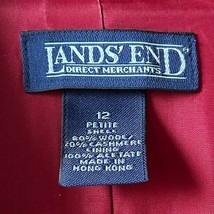 LANDS' END
DIRECT MERCHANTS
12
PETITE
SHELL
80% WOOL
20% CASHMERE
LINING
100% ACETATE
MADE IN
HONG KONG